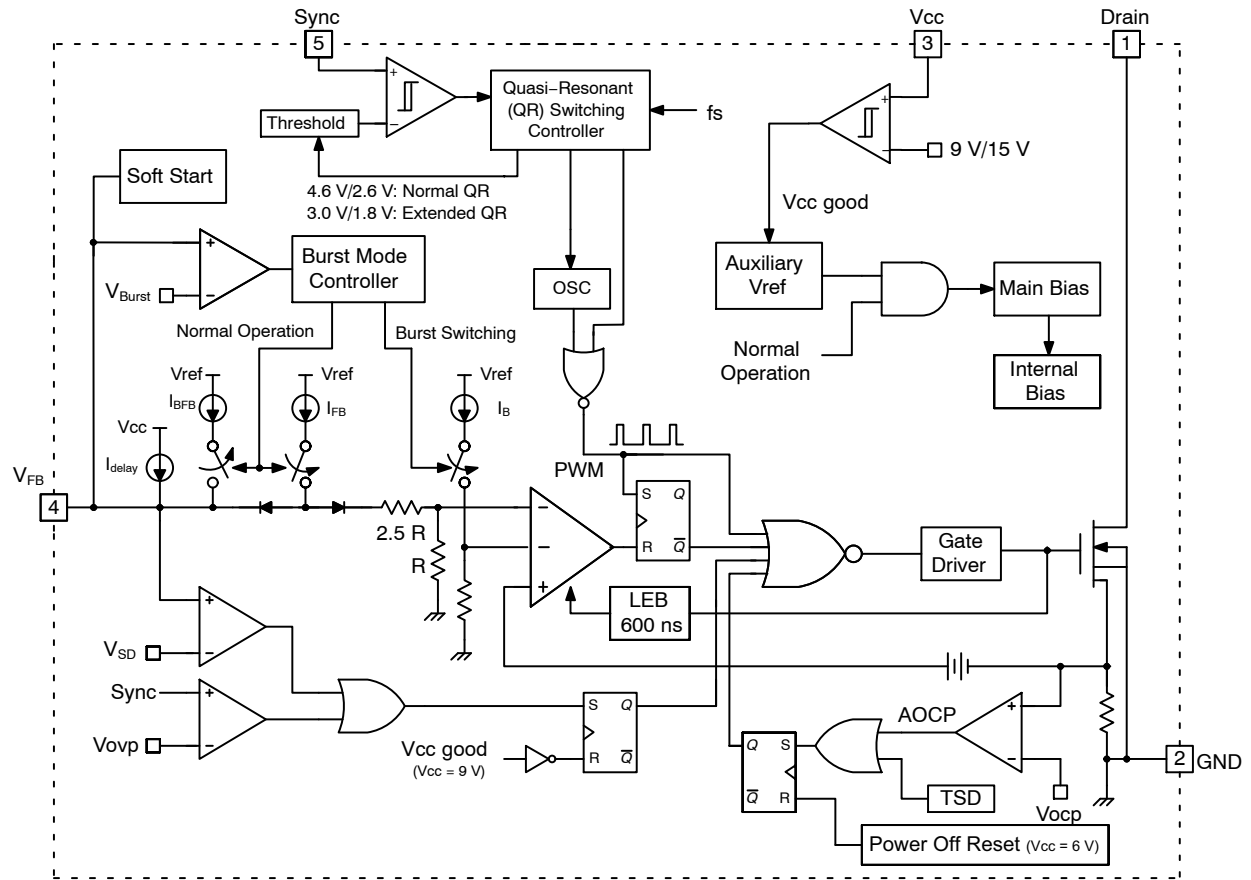 Sync
Vcc
Drain
5
3
1
+
−
Threshold
Quasi−Resonant
(QR) Switching
Controller
fs
+
−
9 V/15 V
Soft Start
4.6 V/2.6 V: Normal QR
3.0 V/1.8 V: Extended QR
Vcc good
+
−
VBurst
Burst Mode
Controller
OSC
Auxiliary
Vref
Main Bias
Normal Operation
Burst Switching
Normal
Operation
Internal
Bias
Vref
Vref
Vref
IBFB
IFB
IB
Vcc
Idelay
VFB
4
PWM
2.5 R
R
−
−
+
S
Q
R
Q̅
Gate
Driver
LEB
600 ns
+
−
VSD
Sync
+
−
Vovp
S
Q
R
Q̅
Vcc good
(Vcc = 9 V)
AOCP
+
−
Q
S
Q̅
R
TSD
Vocp
2
GND
Power Off Reset (Vcc = 6 V)